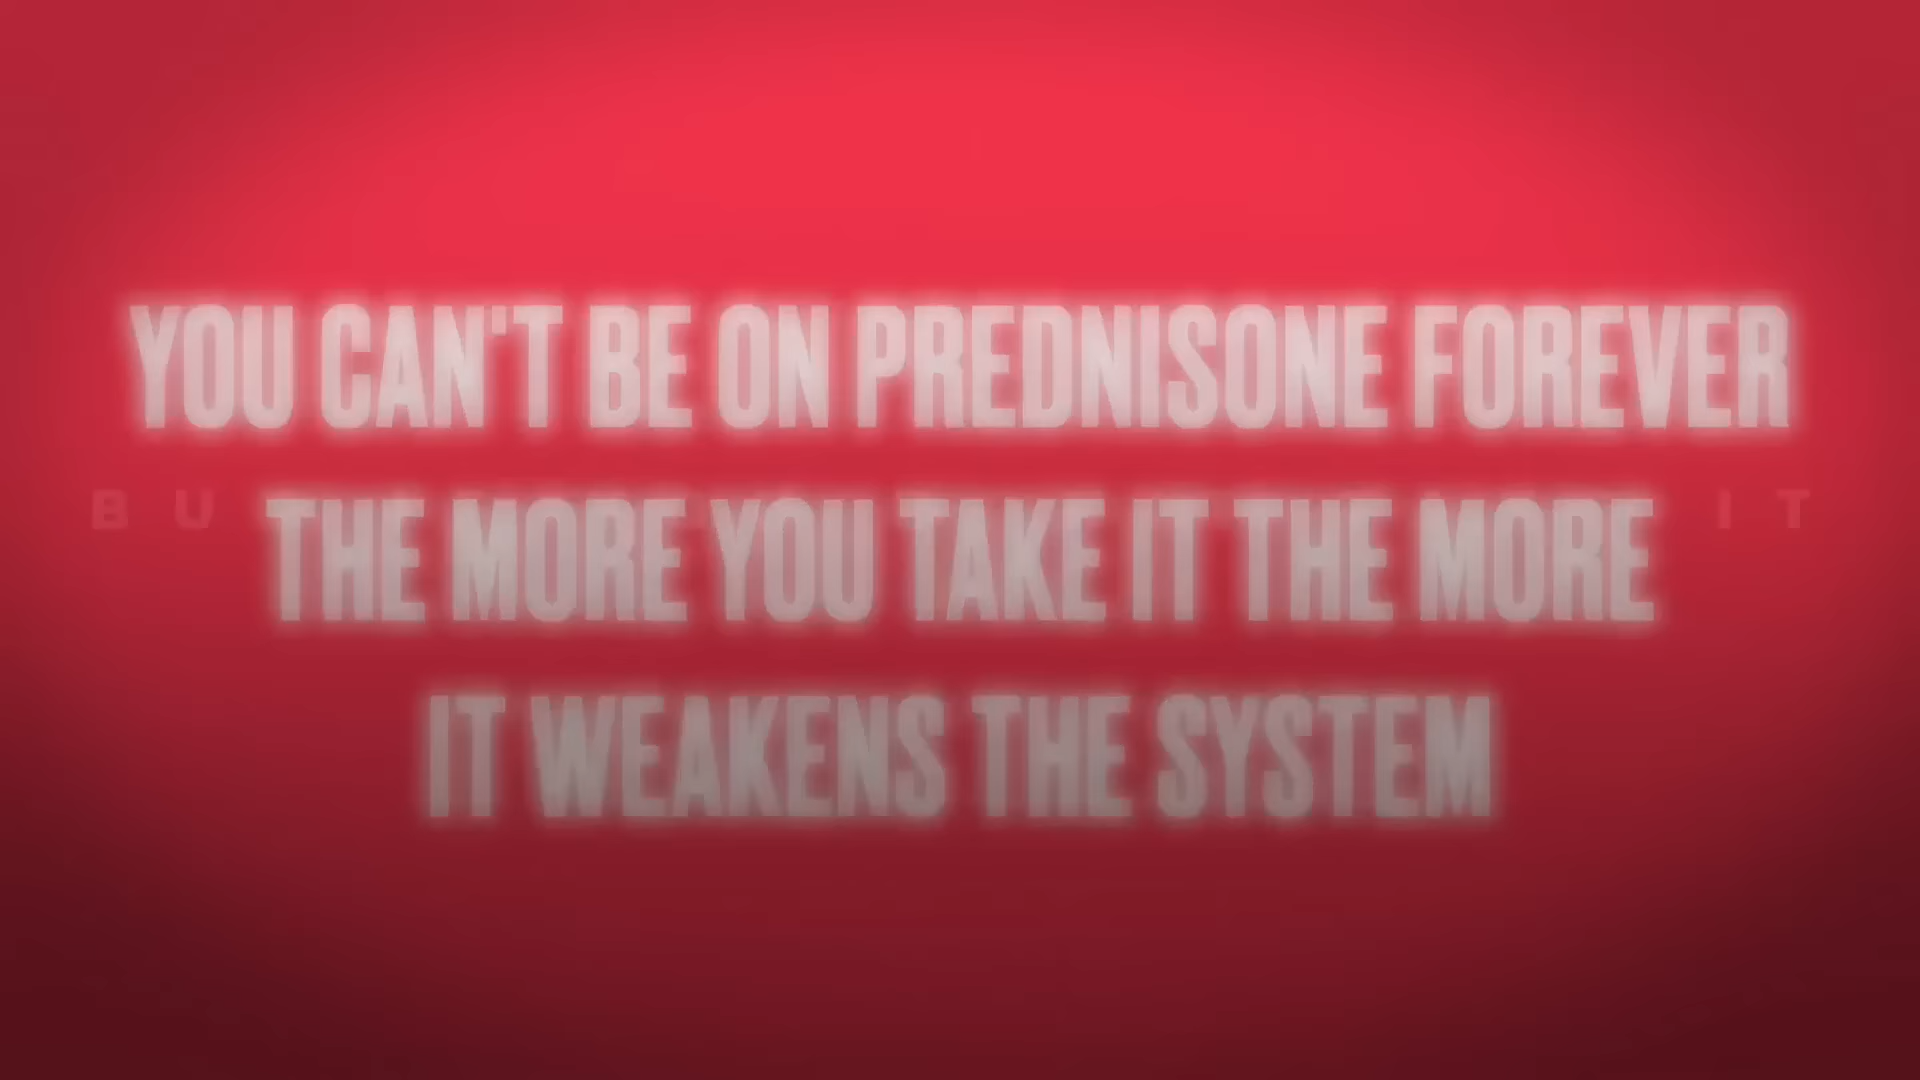 YOU CAN'T BE ON PREDNISONE FOREVER
THE MORE YOU TAKE IT THE MORE
IT WEAKENS THE SYSTEM